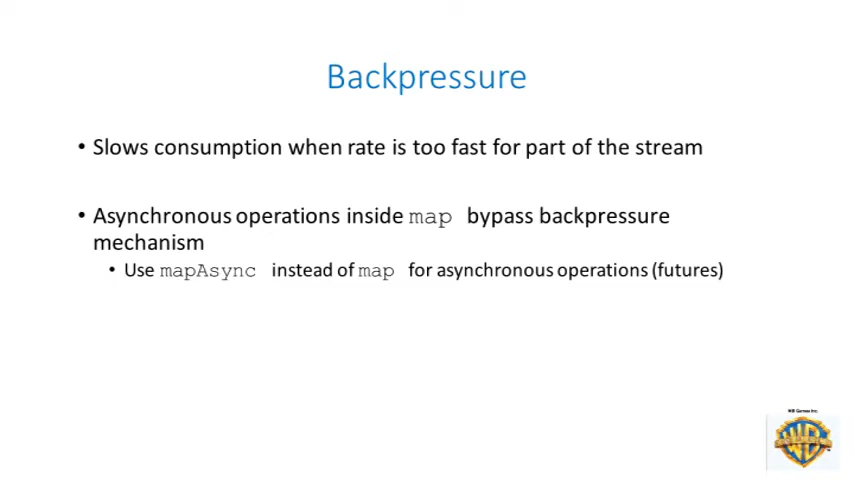 Backpressure
• Slows consumption when rate is too fast for part of the stream
• Asynchronous operations inside map bypass backpressure
mechanism
• Use mapAsync instead of map for asynchronous operations (futures)
WB Games Inc.